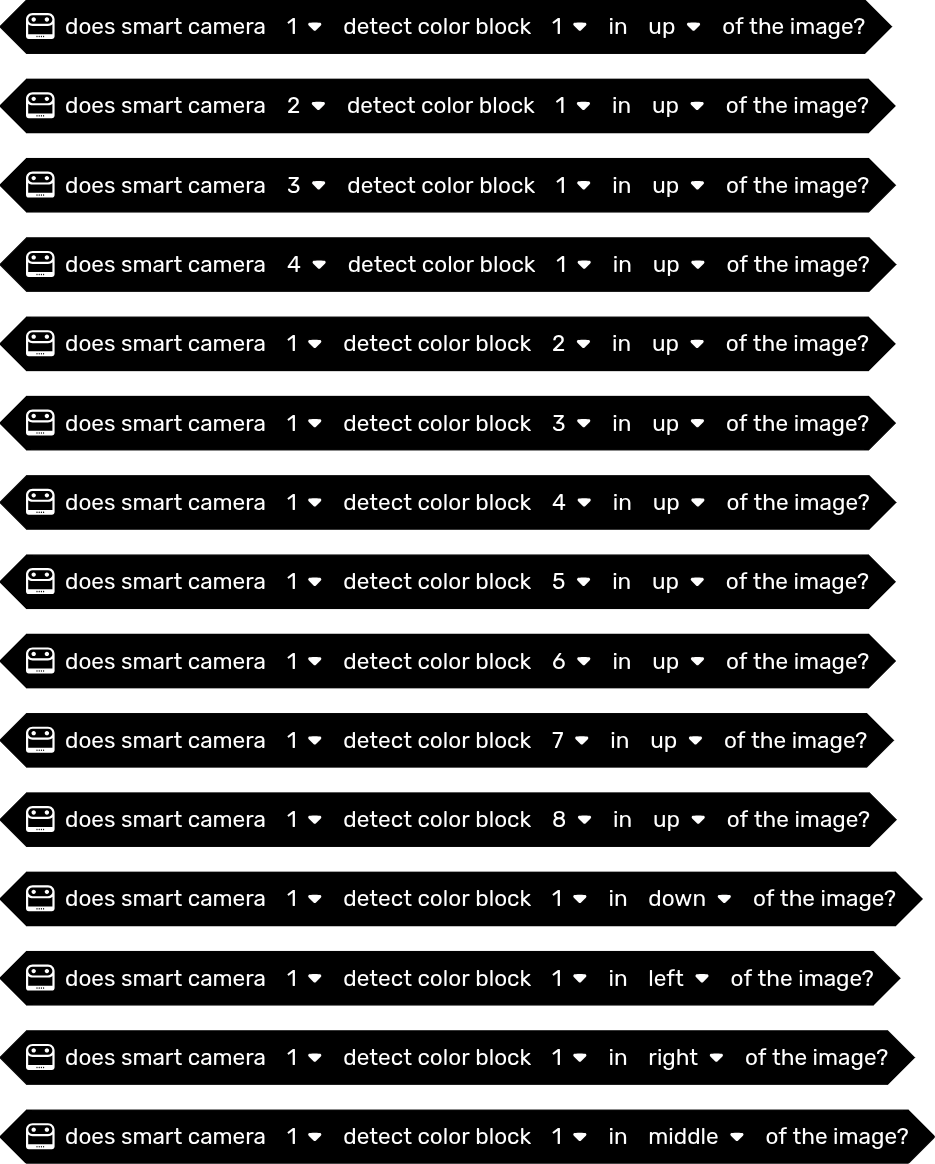 does smart camera 1 detect color block 1 in up of the image?
does smart camera 2 detect color block 1 in up of the image?
does smart camera 3 detect color block 1 in up of the image?
does smart camera 4 detect color block 1 in up of the image?
does smart camera 1 detect color block 2 in up of the image?
does smart camera 1 detect color block 3 in up of the image?
does smart camera 1 detect color block 4 in up of the image?
does smart camera 1 detect color block 5 in up of the image?
does smart camera 1 detect color block 6 in up of the image?
does smart camera 1 detect color block 7 in up of the image?
does smart camera 1 detect color block 8 in up of the image?
does smart camera 1 detect color block 1 in down of the image?
does smart camera 1 detect color block 1 in left of the image?
does smart camera 1 detect color block 1 in right of the image?
does smart camera 1 detect color block 1 in middle of the image?